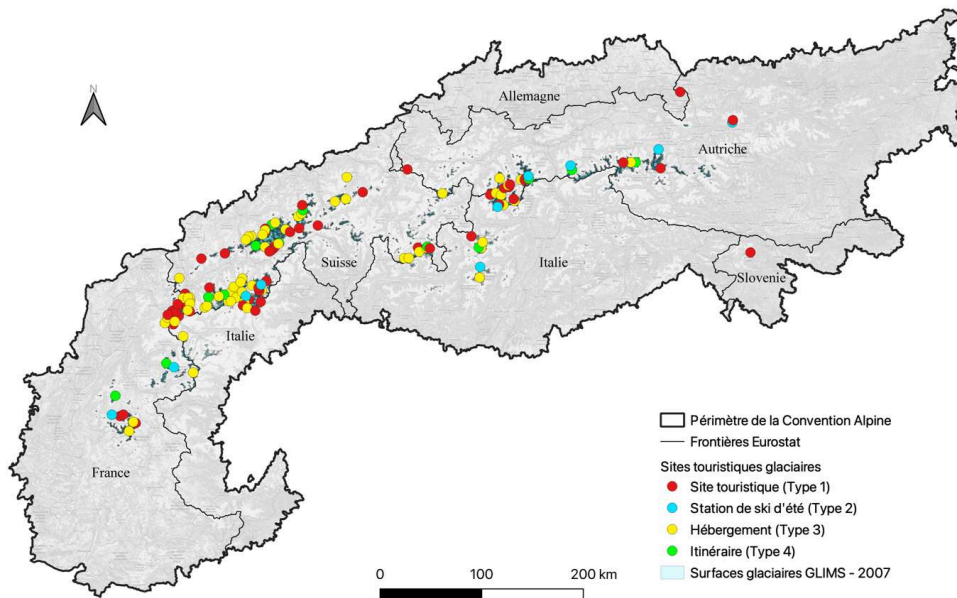 N
Allemagne
Autriche
Suisse
Italie
Slovenie
Italie
France
Périmètre de la Convention Alpine
Frontières Eurostat
Sites touristiques glaciaires
Site touristique (Type 1)
Station de ski d'été (Type 2)
Hébergement (Type 3)
Itinéraire (Type 4)
Surfaces glaciaires GLIMS - 2007
0 100 200 km